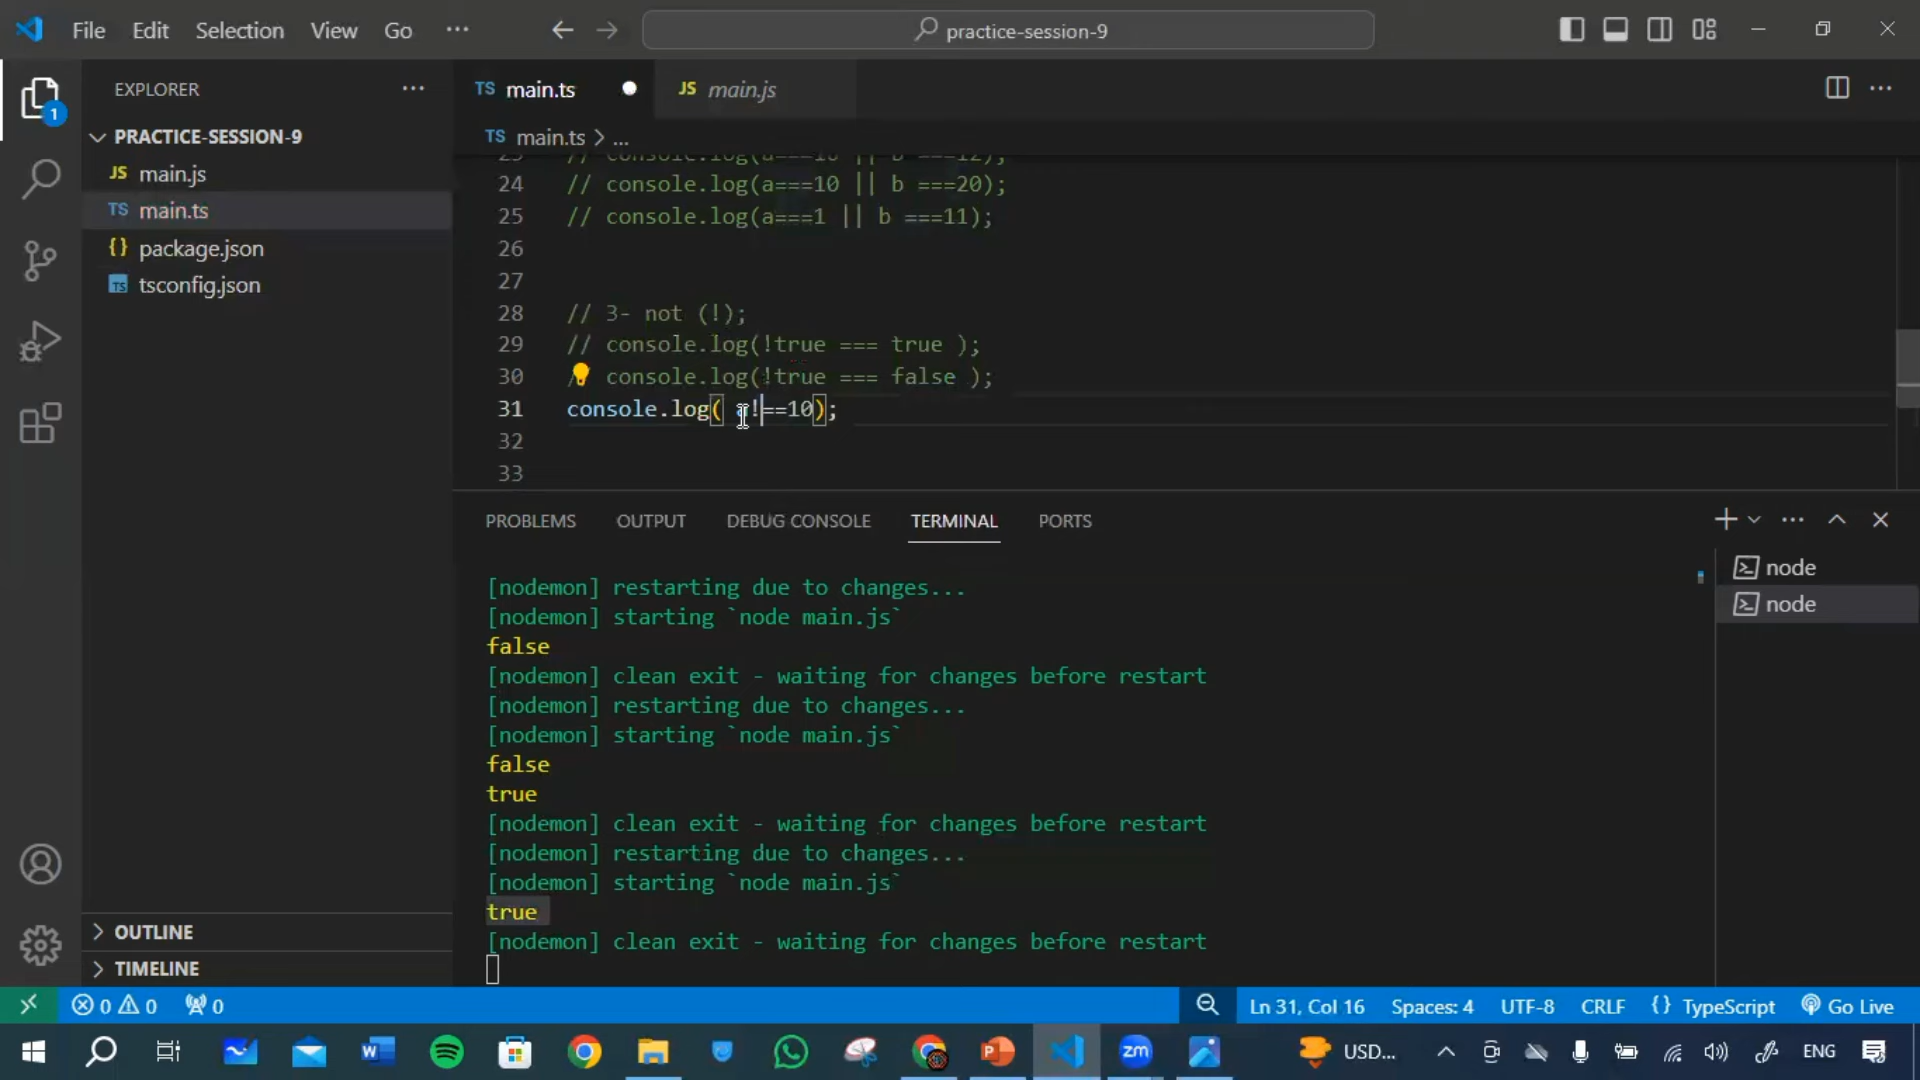 File Edit Selection View Go ...
practice-session-9
EXPLORER
...
TS main.ts
JS main.js
...
1
PRACTICE-SESSION-9
TS main.ts > ...
JS main.js
TS main.ts
{} package.json
TS tsconfig.json
23 // console.log(a===10 || b ===12);
24 // console.log(a===10 || b ===20);
25 // console.log(a===1 || b ===11);
26
27
28 // 3- not (!);
29 // console.log(!true === true );
30 / console.log(!true === false );
31 console.log( a!==10);
32
33
PROBLEMS OUTPUT DEBUG CONSOLE TERMINAL PORTS
...
[nodemon] restarting due to changes...
[nodemon] starting `node main.js`
false
[nodemon] clean exit - waiting for changes before restart
[nodemon] restarting due to changes...
[nodemon] starting `node main.js`
false
true
[nodemon] clean exit - waiting for changes before restart
[nodemon] restarting due to changes...
[nodemon] starting `node main.js`
true
[nodemon] clean exit - waiting for changes before restart
node
node
OUTLINE
TIMELINE
0 0 0
Ln 31, Col 16 Spaces: 4 UTF-8 CRLF {} TypeScript Go Live
W
P
zm
USD...
ENG